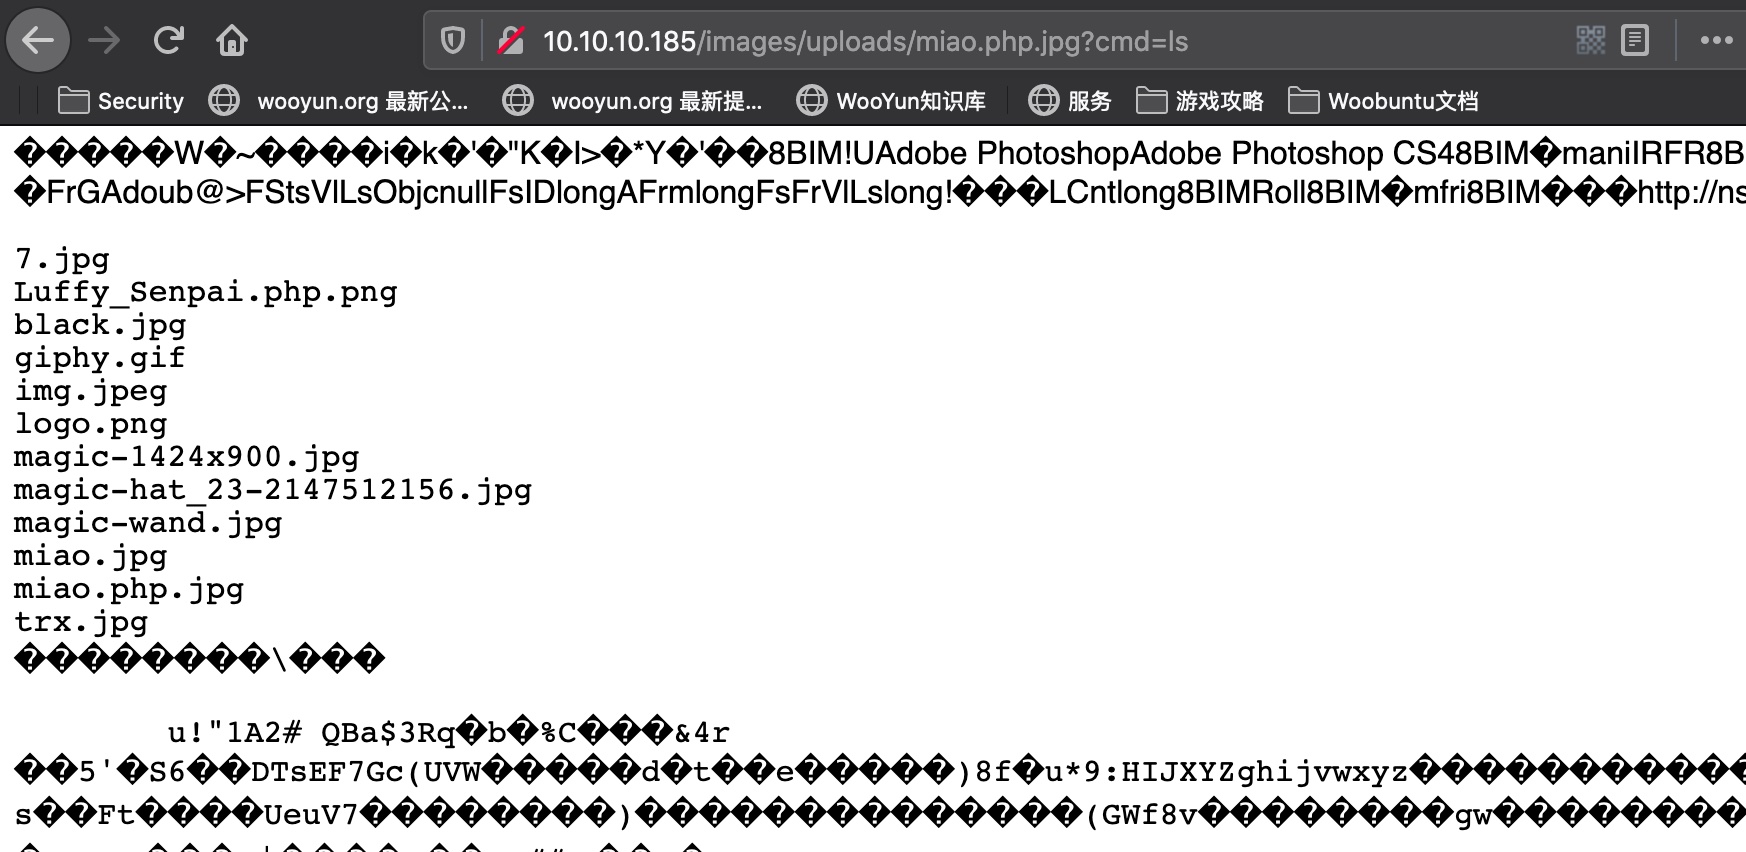 10.10.10.185/images/uploads/miao.php.jpg?cmd=ls
Security wooyun.org 最新公... wooyun.org 最新提... WooYun知识库 服务 游戏攻略 Woobuntu文档
�����W�~����i�k�'�"K�I>�*Y�'��8BIM!UAdobe PhotoshopAdobe Photoshop CS48BIM�maniIRFR8B
�FrGAdoub@>FStsVlLsObjcnullFsIDlongAFrmlongFsFrVlLslong!���LCntlong8BIMRoll8BIM�mfri8BIM���http://ns
7.jpg
Luffy_Senpai.php.png
black.jpg
giphy.gif
img.jpeg
logo.png
magic-1424x900.jpg
magic-hat_23-2147512156.jpg
magic-wand.jpg
miao.jpg
miao.php.jpg
trx.jpg
��������\���
u!"1A2# QBa$3Rq�b�%C���&4r
��5'�S6��DTsEF7Gc(UVW�����d�t��e�����)8f�u*9:HIJXYZghijvwxyz�����������
s��Ft����UeuV7��������)��������������(GWf8v��������gw���������